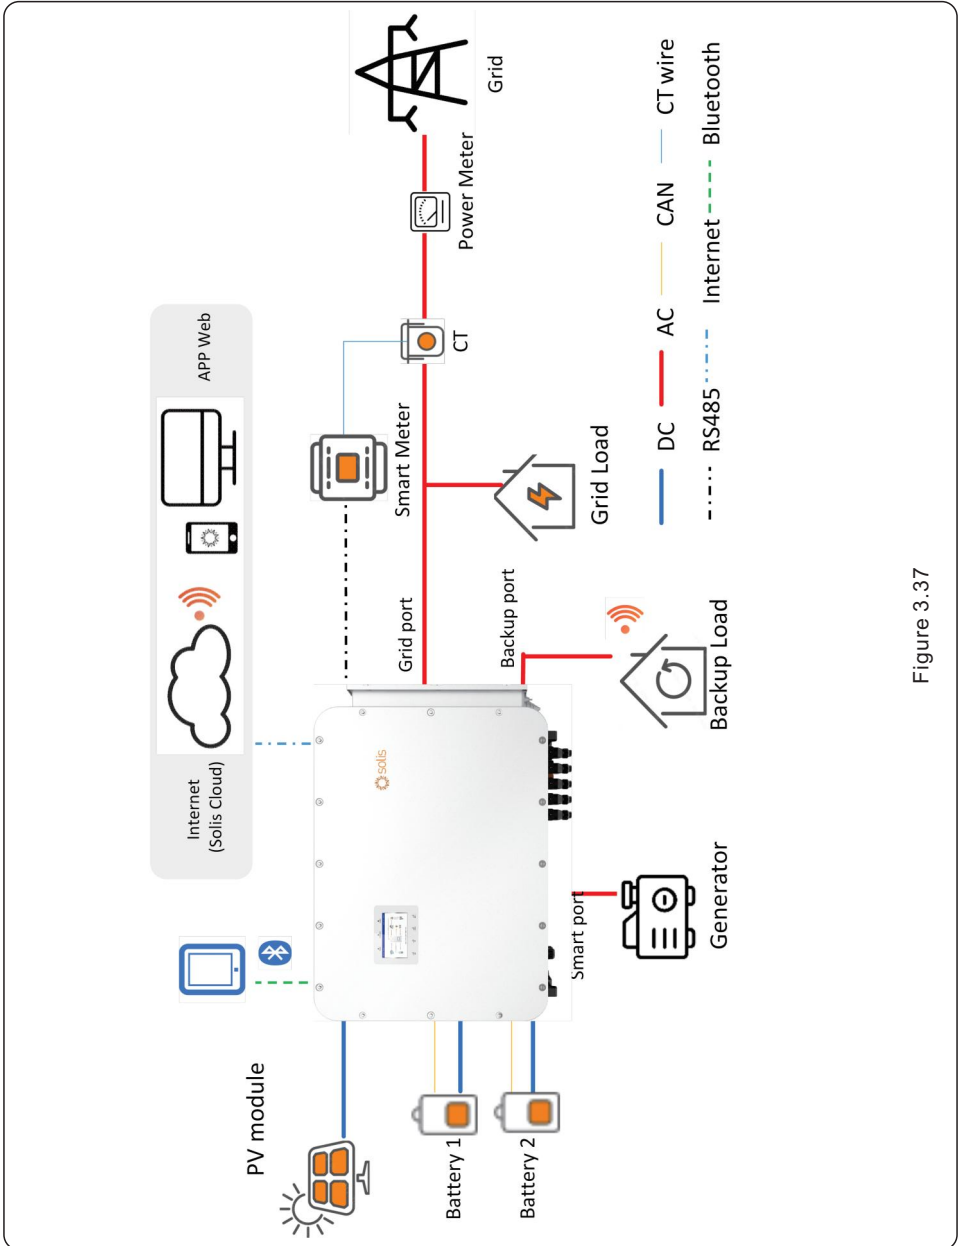 Internet
(Solis Cloud)
APP Web
PV module
Battery 1
Battery 2
solis
Smart port
Generator
Grid port
Backup port
Backup Load
Smart Meter
Grid Load
CT
Power Meter
Grid
DC
AC
CAN
CT wire
RS485
Internet
Bluetooth
Figure 3.37